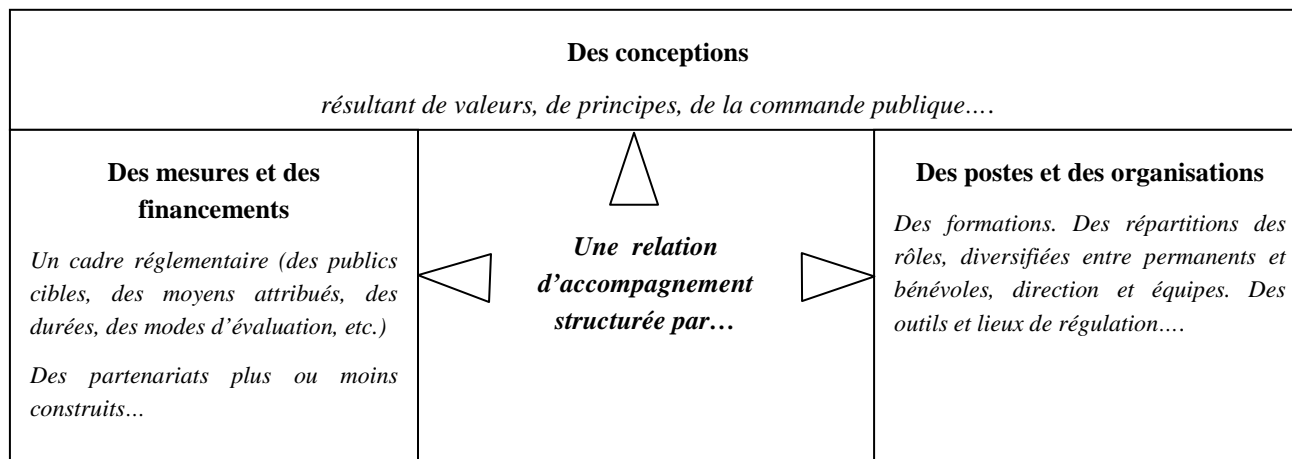 Des conceptions
résultant de valeurs, de principes, de la commande publique….
Des mesures et des
financements
Un cadre réglementaire (des publics
cibles, des moyens attribués, des
durées, des modes d’évaluation, etc.)
Des partenariats plus ou moins
construits…
Une relation
d’accompagnement
structurée par…
Des postes et des organisations
Des formations. Des répartitions des
rôles, diversifiées entre permanents et
bénévoles, direction et équipes. Des
outils et lieux de régulation….